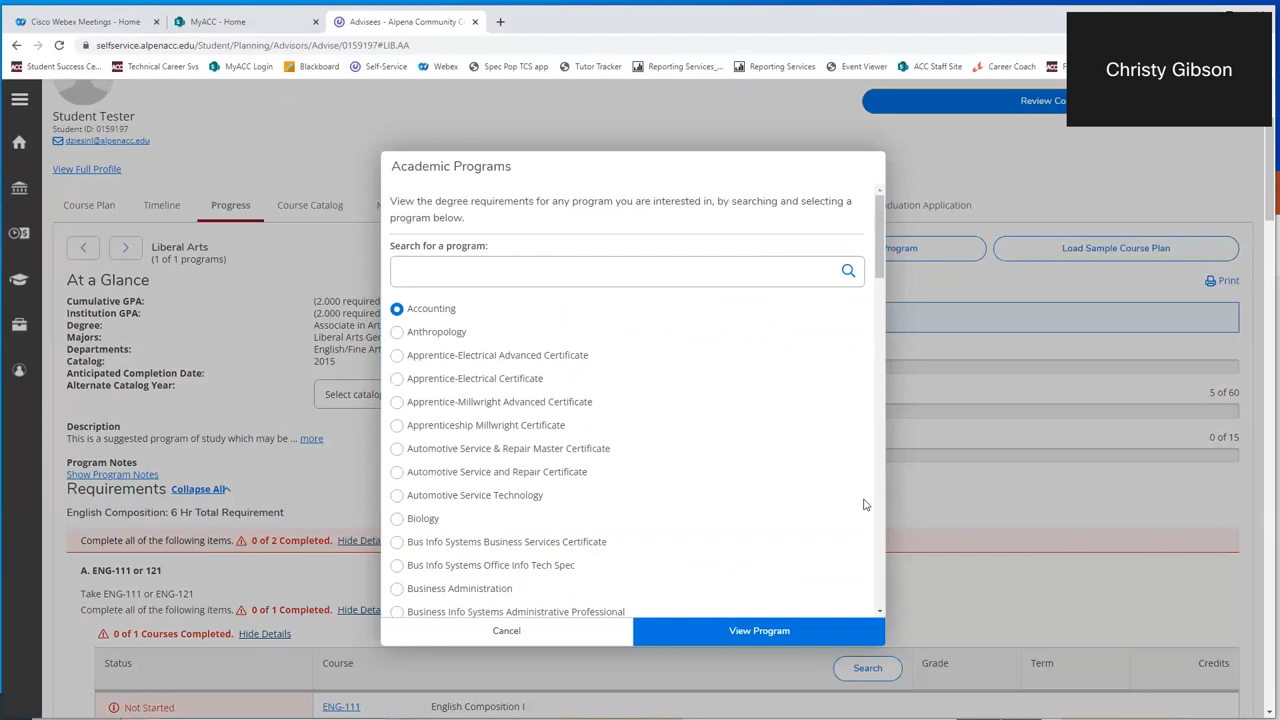 Cisco Webex Meetings - Home
MyACC - Home
Advisees - Alpena Community Co
selfservice.alpenacc.edu/Student/Planning/Advisors/Advise/0159197#LIB.AA
Student Success Ce... Technical Career Svs MyACC Login Blackboard Self-Service Webex Spec Pop TCS app Tutor Tracker Reporting Services_... Reporting Services Event Viewer ACC Staff Site Career Coach
Christy Gibson
Student Tester
Student ID: 0159197
dziesinl@alpenacc.edu
View Full Profile
Review Co
Course Plan Timeline Progress Course Catalog
uation Application
Liberal Arts
(1 of 1 programs)
rogram
Load Sample Course Plan
Print
At a Glance
Cumulative GPA: (2.000 required
Institution GPA: (2.000 required
Degree: Associate in Art
Majors: Liberal Arts Gen
Departments: English/Fine Art
Catalog: 2015
Anticipated Completion Date:
Alternate Catalog Year:
Select catalo
5 of 60
0 of 15
Description
This is a suggested program of study which may be ... more
Program Notes
Show Program Notes
Requirements Collapse All
English Composition: 6 Hr Total Requirement
Complete all of the following items. 0 of 2 Completed. Hide Deta
A. ENG-111 or 121
Take ENG-111 or ENG-121
Complete all of the following items. 0 of 1 Completed. Hide Deta
0 of 1 Courses Completed. Hide Details
Status Course Search Grade Term Credits
Not Started ENG-111 English Composition I
Academic Programs
View the degree requirements for any program you are interested in, by searching and selecting a
program below.
Search for a program:
Accounting
Anthropology
Apprentice-Electrical Advanced Certificate
Apprentice-Electrical Certificate
Apprentice-Millwright Advanced Certificate
Apprenticeship Millwright Certificate
Automotive Service & Repair Master Certificate
Automotive Service and Repair Certificate
Automotive Service Technology
Biology
Bus Info Systems Business Services Certificate
Bus Info Systems Office Info Tech Spec
Business Administration
Business Info Systems Administrative Professional
Cancel
View Program